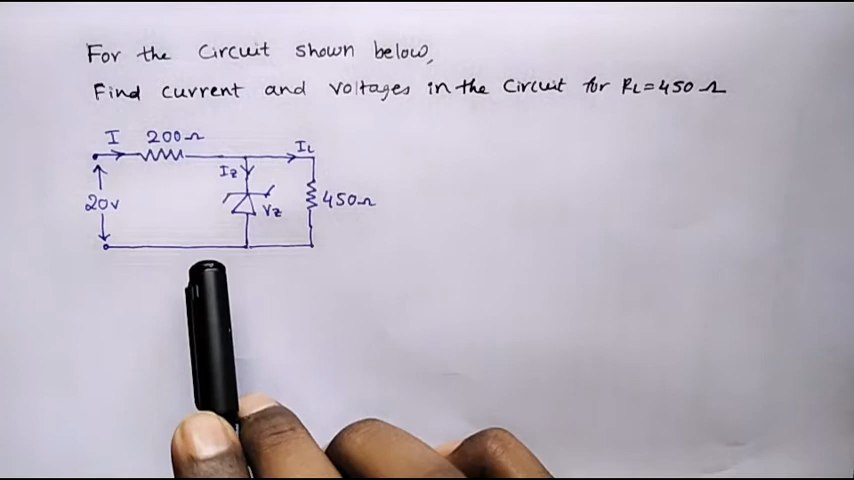 For the Circuit shown below,
Find current and voltages in the Circuit for RL=450Ω
I 200Ω IL
Iz
20v Vz 450Ω